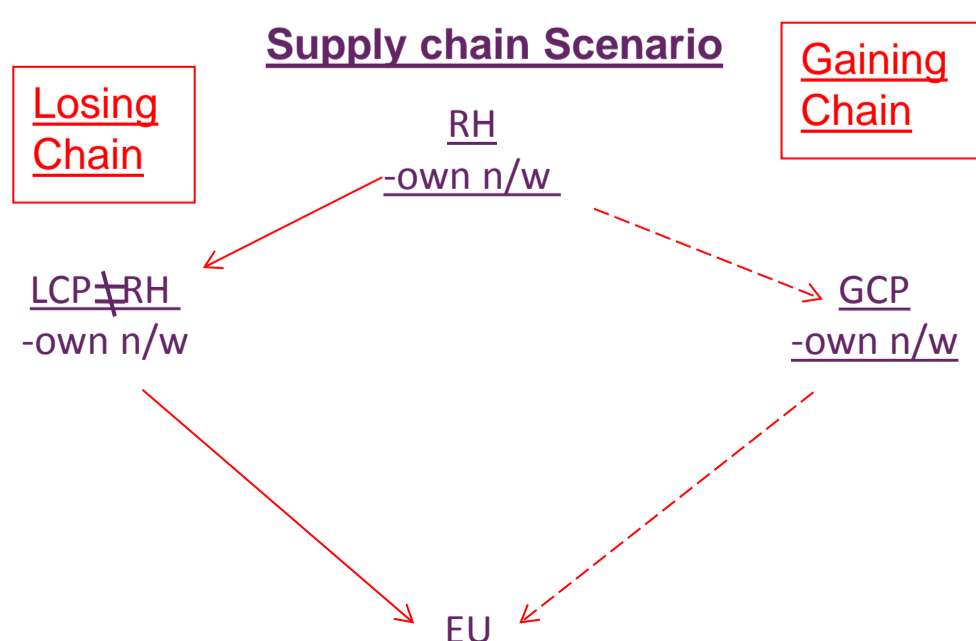 Supply chain Scenario
Losing
Chain
Gaining
Chain
RH
-own n/w
LCP≠RH
-own n/w
GCP
-own n/w
EU